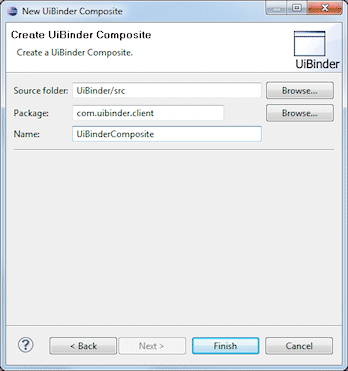 New UiBinder Composite
Create UiBinder Composite
Create a UiBinder Composite.
UiBinder
Source folder: UiBinder/src Browse...
Package: com.uibinder.client Browse...
Name: UiBinderComposite
? < Back Next > Finish Cancel